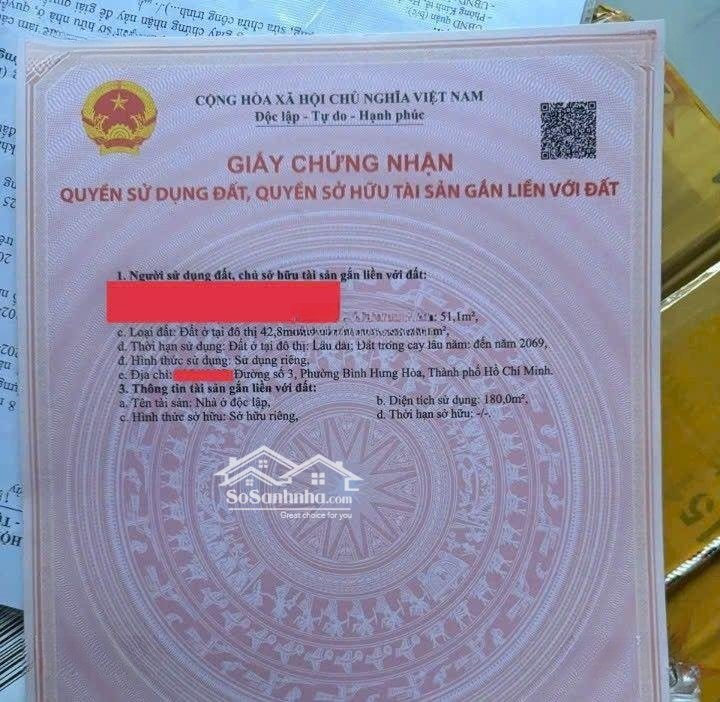 CỘNG HÒA XÃ HỘI CHỦ NGHĨA VIỆT NAM
Độc lập - Tự do - Hạnh phúc
GIẤY CHỨNG NHẬN
QUYỀN SỬ DỤNG ĐẤT, QUYỀN SỞ HỮU TÀI SẢN GẮN LIỀN VỚI ĐẤT
1. Người sử dụng đất, chủ sở hữu tài sản gắn liền với đất:
51,1m²,
c. Loại đất: Đất ở tại đô thị 42,8m
d. Thời hạn sử dụng: Đất ở tại đô thị: Lâu dài; Đất trồng cây lâu năm: đến năm 2069,
đ. Hình thức sử dụng: Sử dụng riêng,
e. Địa chỉ: Đường số 3, Phường Bình Hưng Hòa, Thành phố Hồ Chí Minh.
3. Thông tin tài sản gắn liền với đất:
a. Tên tài sản: Nhà ở độc lập,
b. Diện tích sử dụng: 180,0m²,
c. Hình thức sở hữu: Sở hữu riêng,
d. Thời hạn sở hữu: -/-.
SoSanhnha.com
Great choice for you